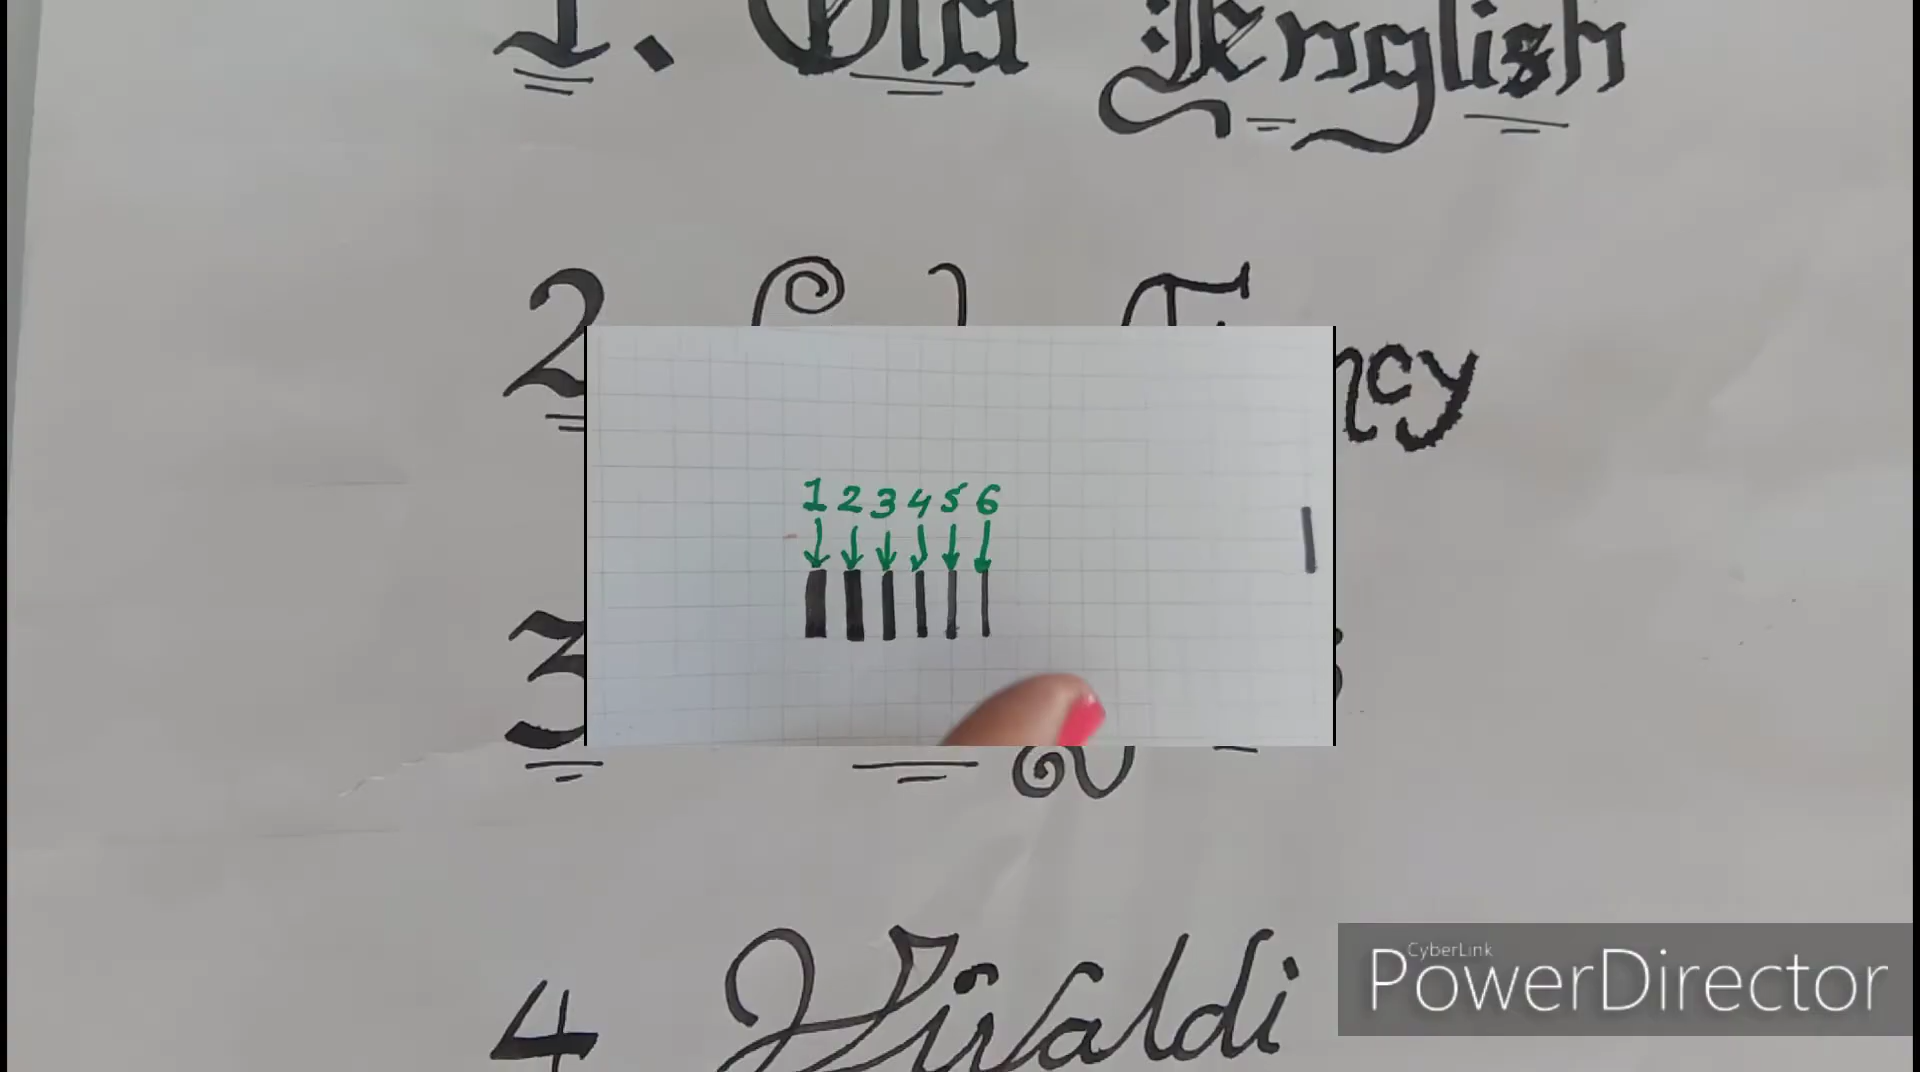 1. Old English
2
ncy
1 2 3 4 5 6
3
4 Vivaldi
CyberLink
PowerDirector